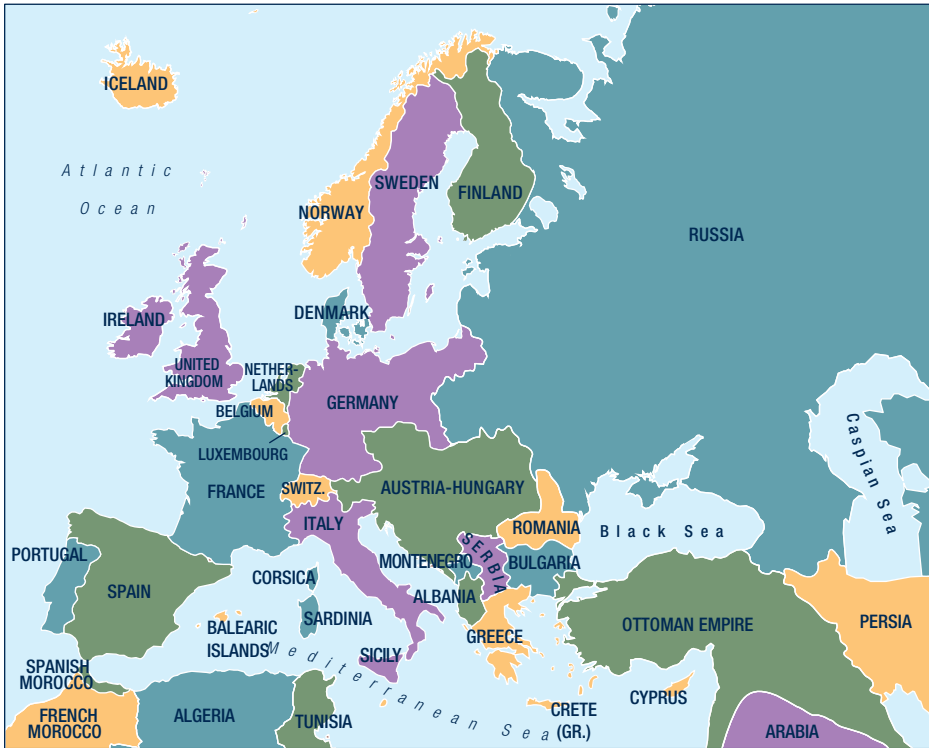 ICELAND
Atlantic
Ocean
SWEDEN
FINLAND
NORWAY
RUSSIA
DENMARK
IRELAND
UNITED
KINGDOM
NETHER-
LANDS
GERMANY
BELGIUM
LUXEMBOURG
Caspian Sea
FRANCE
SWITZ.
AUSTRIA-HUNGARY
ITALY
ROMANIA
Black Sea
PORTUGAL
SERBIA
MONTENEGRO
BULGARIA
CORSICA
SPAIN
ALBANIA
SARDINIA
BALEARIC
ISLANDS
GREECE
OTTOMAN EMPIRE
PERSIA
Mediterranean Sea
SICILY
SPANISH
MOROCCO
CYPRUS
FRENCH
MOROCCO
ALGERIA
TUNISIA
CRETE
(GR.)
ARABIA